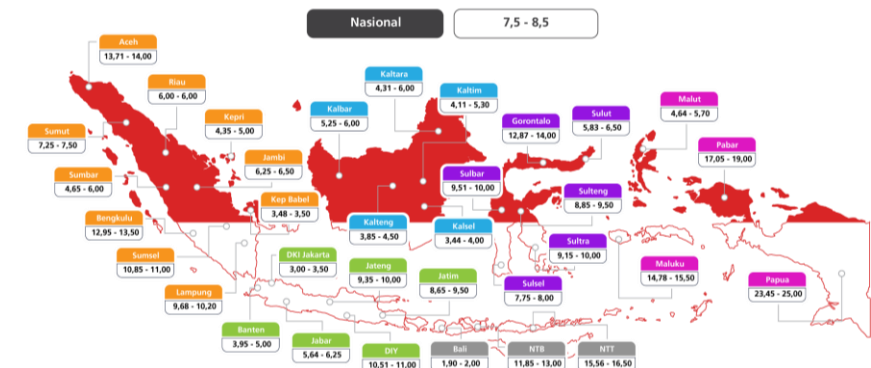 Nasional
7,5 - 8,5
Aceh
13,71 - 14,00
Riau
6,00 - 6,00
Kepri
4,35 - 5,00
Sumut
7,25 - 7,50
Jambi
6,25 - 6,50
Sumbar
4,65 - 6,00
Kep Babel
3,48 - 3,50
Bengkulu
12,95 - 13,50
Sumsel
10,85 - 11,00
Lampung
9,68 - 10,20
Kaltara
4,31 - 6,00
Kaltim
4,11 - 5,30
Kalbar
5,25 - 6,00
Kalteng
3,85 - 4,50
Kalsel
3,44 - 4,00
Gorontalo
12,87 - 14,00
Sulut
5,83 - 6,50
Sulbar
9,51 - 10,00
Sulteng
8,85 - 9,50
Sultra
9,15 - 10,00
Sulsel
7,75 - 8,00
Malut
4,64 - 5,70
Pabar
17,05 - 19,00
Maluku
14,78 - 15,50
Papua
23,45 - 25,00
DKI Jakarta
3,00 - 3,50
Jateng
9,35 - 10,00
Jatim
8,65 - 9,50
Banten
3,95 - 5,00
Jabar
5,64 - 6,25
DIY
10,51 - 11,00
Bali
1,90 - 2,00
NTB
11,85 - 13,00
NTT
15,56 - 16,50